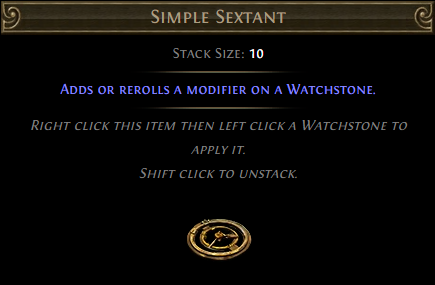 Simple Sextant
Stack Size: 10
Adds or rerolls a modifier on a Watchstone.
Right click this item then left click a Watchstone to
apply it.
Shift click to unstack.